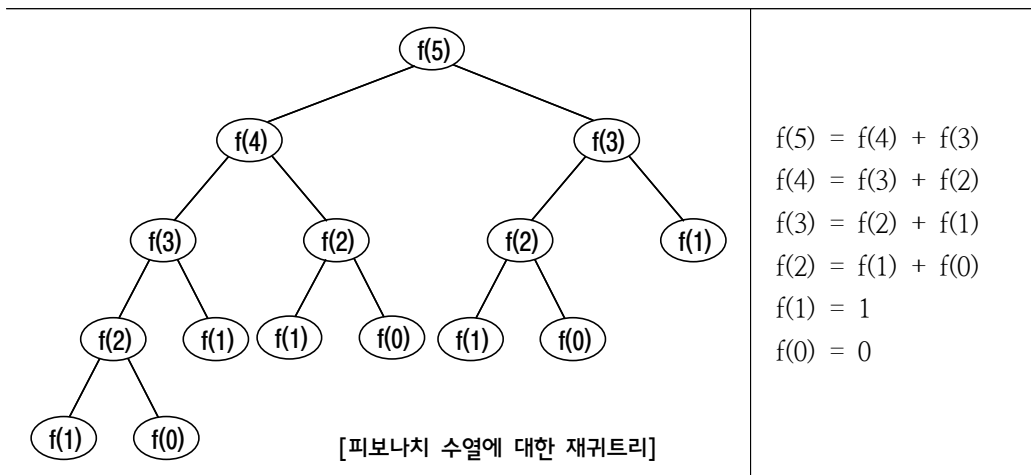 f(5)
f(4) f(3)
f(3) f(2) f(2) f(1)
f(2) f(1) f(1) f(0) f(1) f(0)
f(1) f(0)
[피보나치 수열에 대한 재귀트리]
f(5) = f(4) + f(3)
f(4) = f(3) + f(2)
f(3) = f(2) + f(1)
f(2) = f(1) + f(0)
f(1) = 1
f(0) = 0